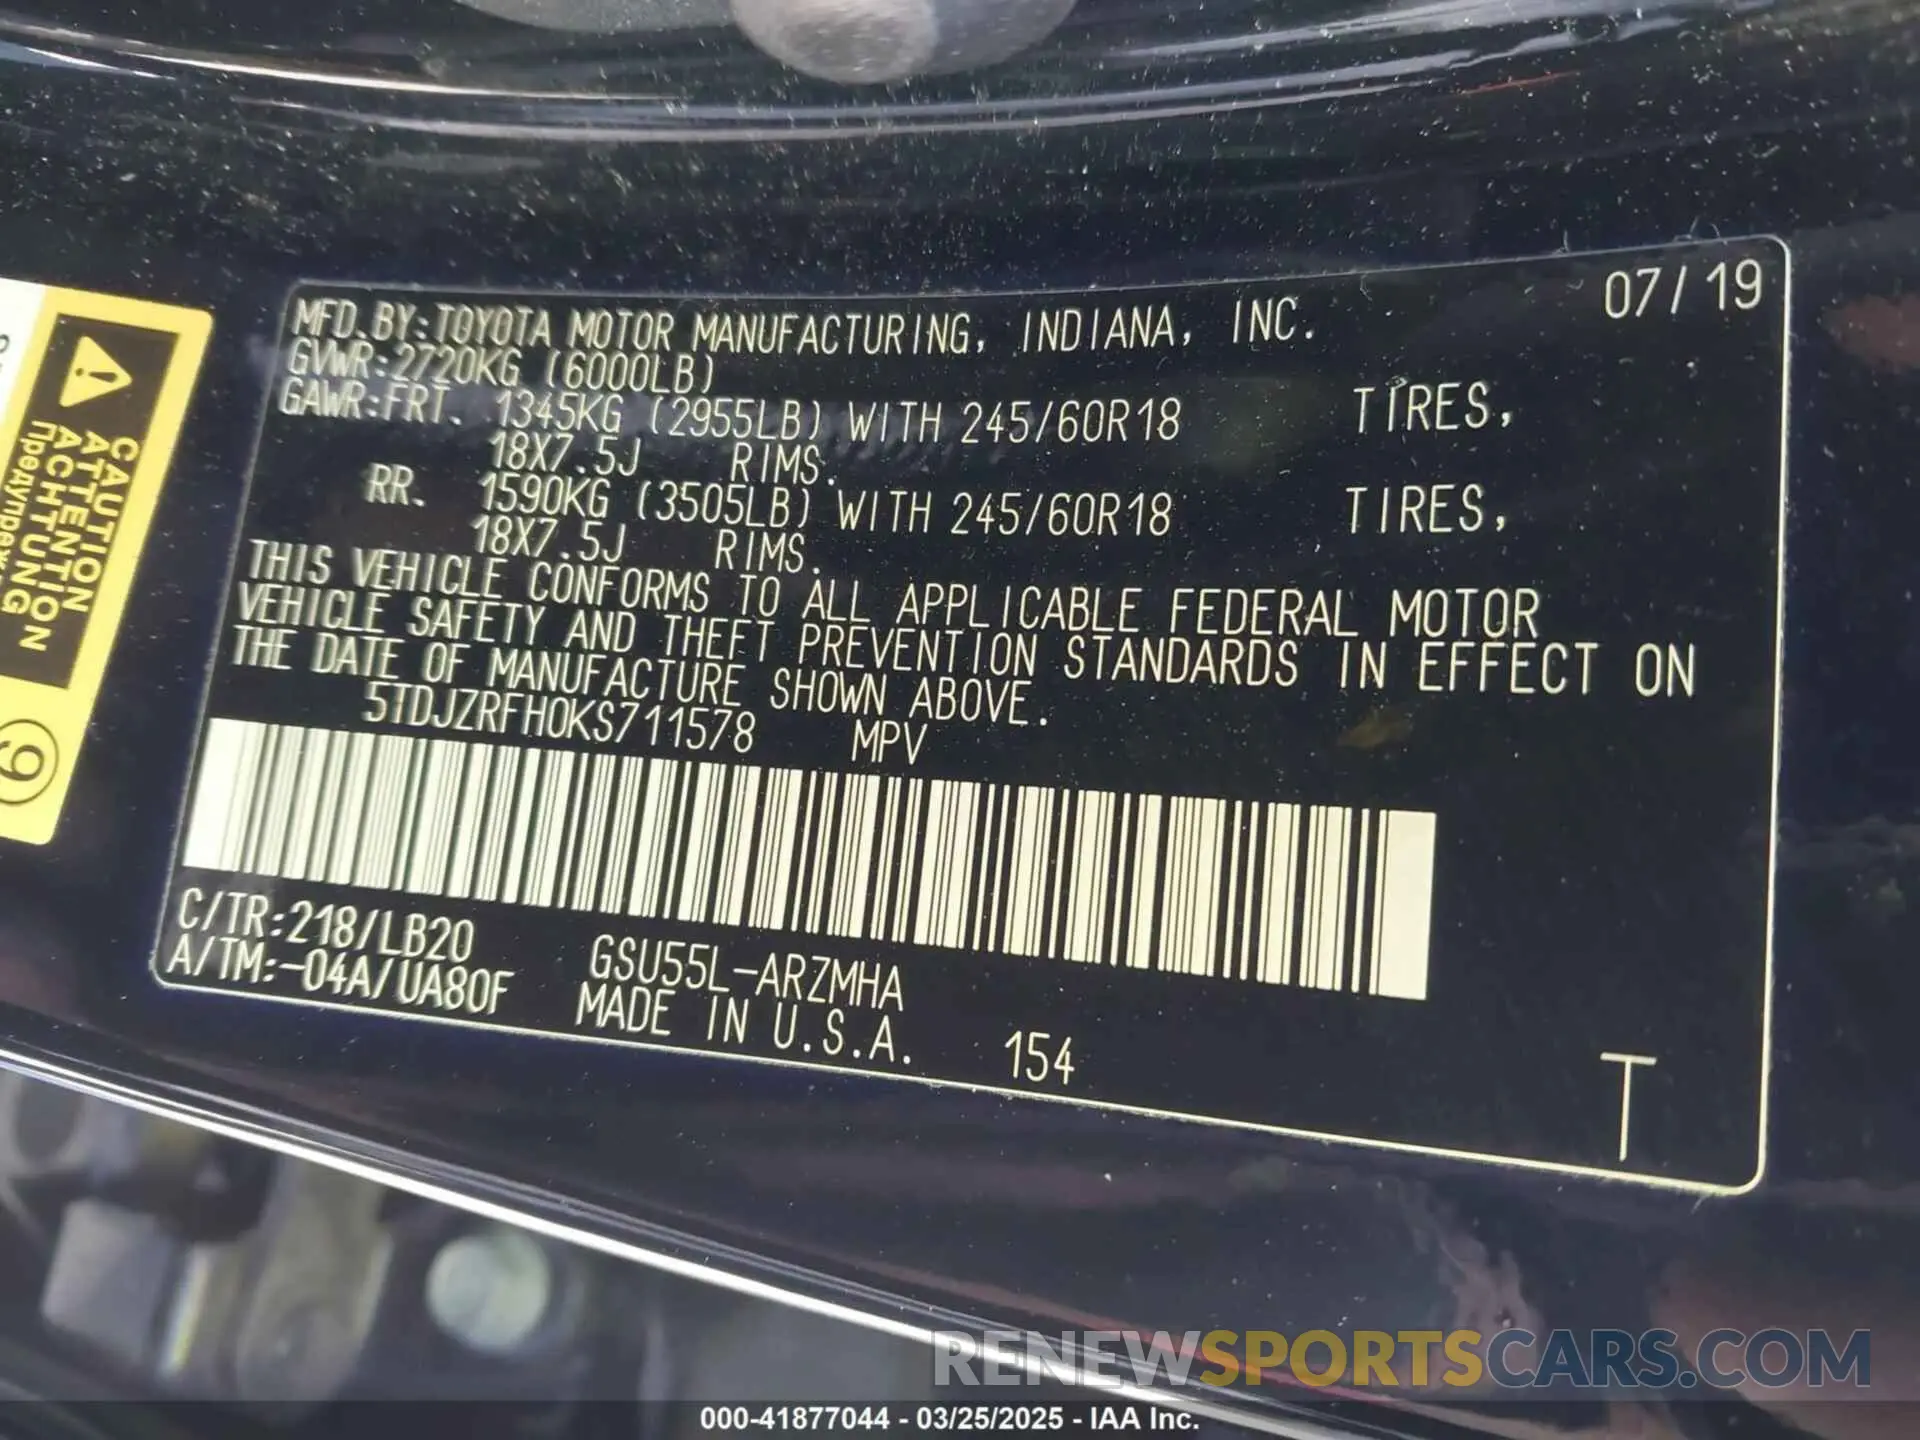 07/19
MFD.BY:TOYOTA MOTOR MANUFACTURING, INDIANA, INC.
GVWR:2720KG (6000LB)
GAWR:FRT. 1345KG (2955LB) WITH 245/60R18 TIRES,
18X7.5J RIMS.
RR. 1590KG (3505LB) WITH 245/60R18 TIRES,
18X7.5J RIMS.
THIS VEHICLE CONFORMS TO ALL APPLICABLE FEDERAL MOTOR
VEHICLE SAFETY AND THEFT PREVENTION STANDARDS IN EFFECT ON
THE DATE OF MANUFACTURE SHOWN ABOVE.
5TDJZRFH0KS711578 MPV
C/TR:218/LB20 GSU55L-ARZMHA
A/TM:-04A/UA80F MADE IN U.S.A. 154
T
CAUTION
ATTENTION
ACHTUNG
9
RENEWSPORTSCARS.COM
000-41877044 - 03/25/2025 - IAA Inc.